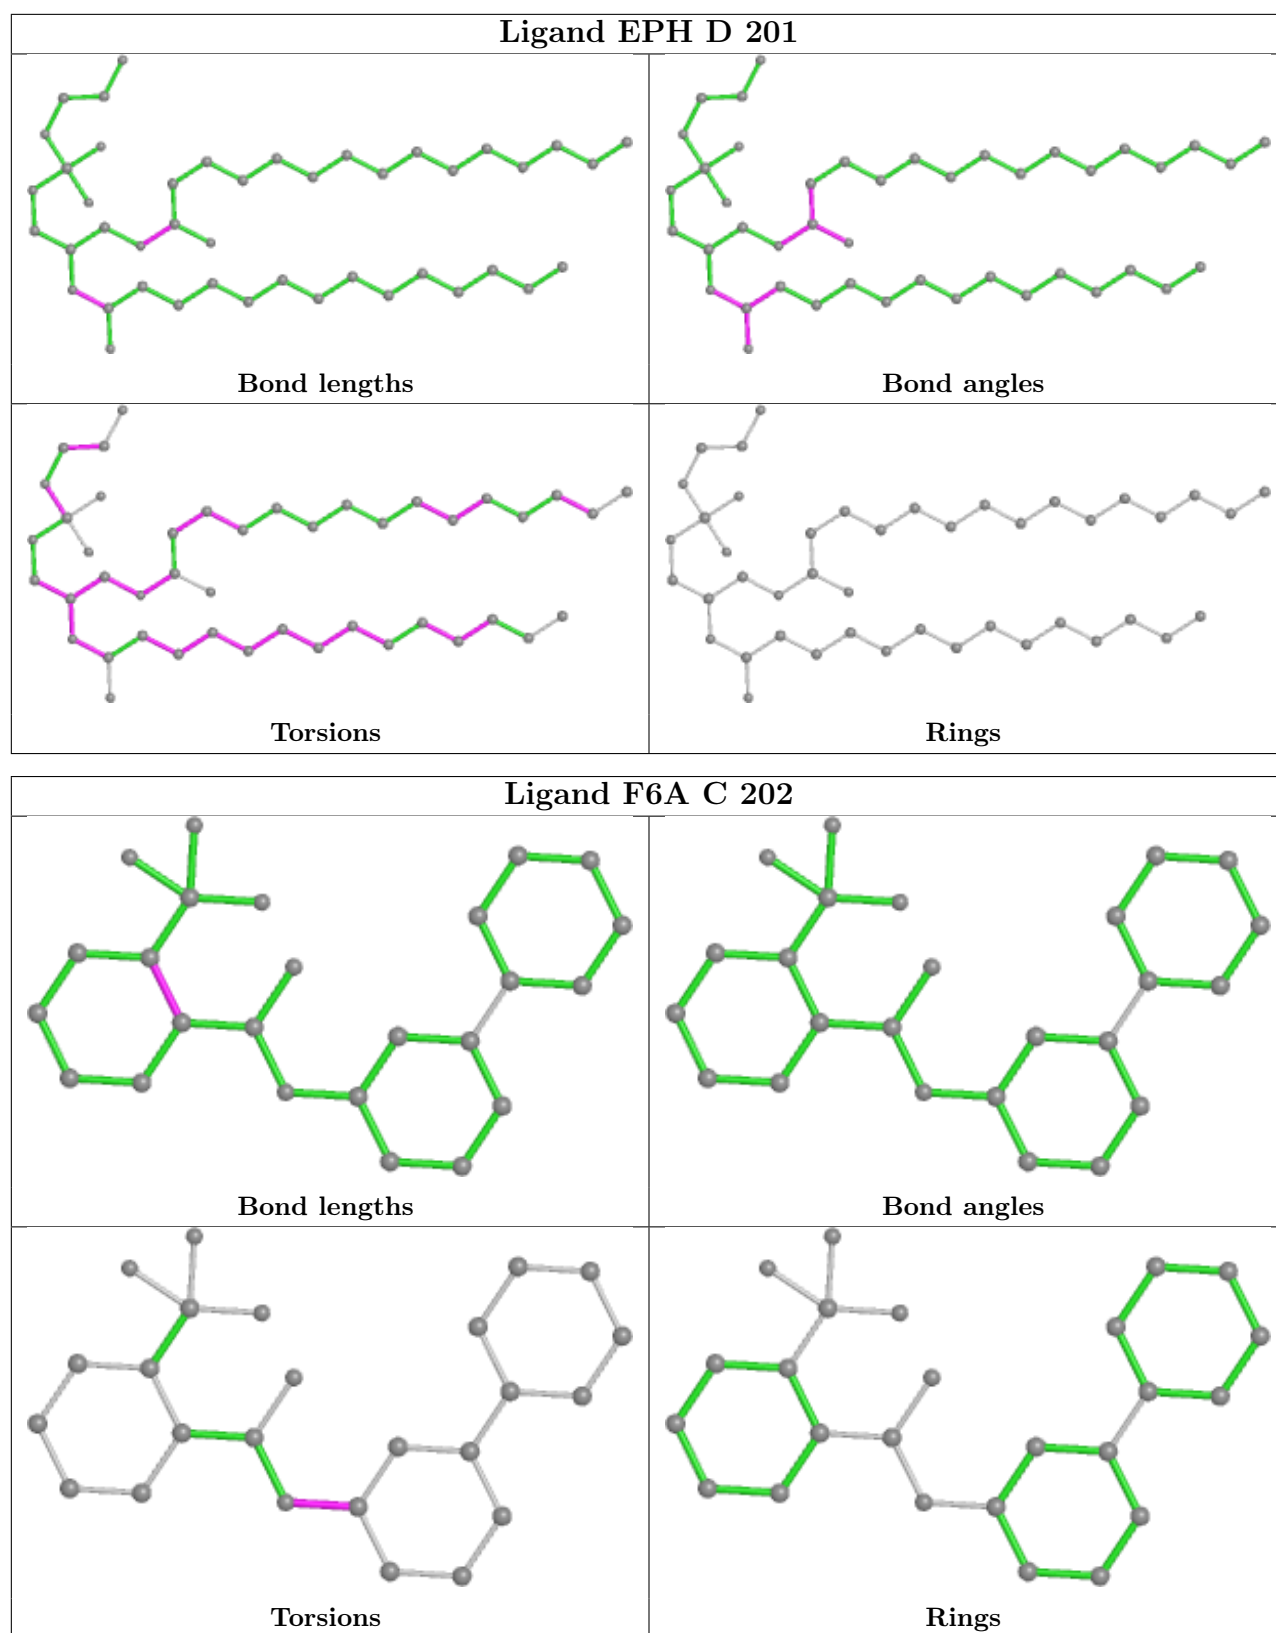 Ligand EPH D 201
Bond lengths
Bond angles
Torsions
Rings
Ligand F6A C 202
Bond lengths
Bond angles
Torsions
Rings